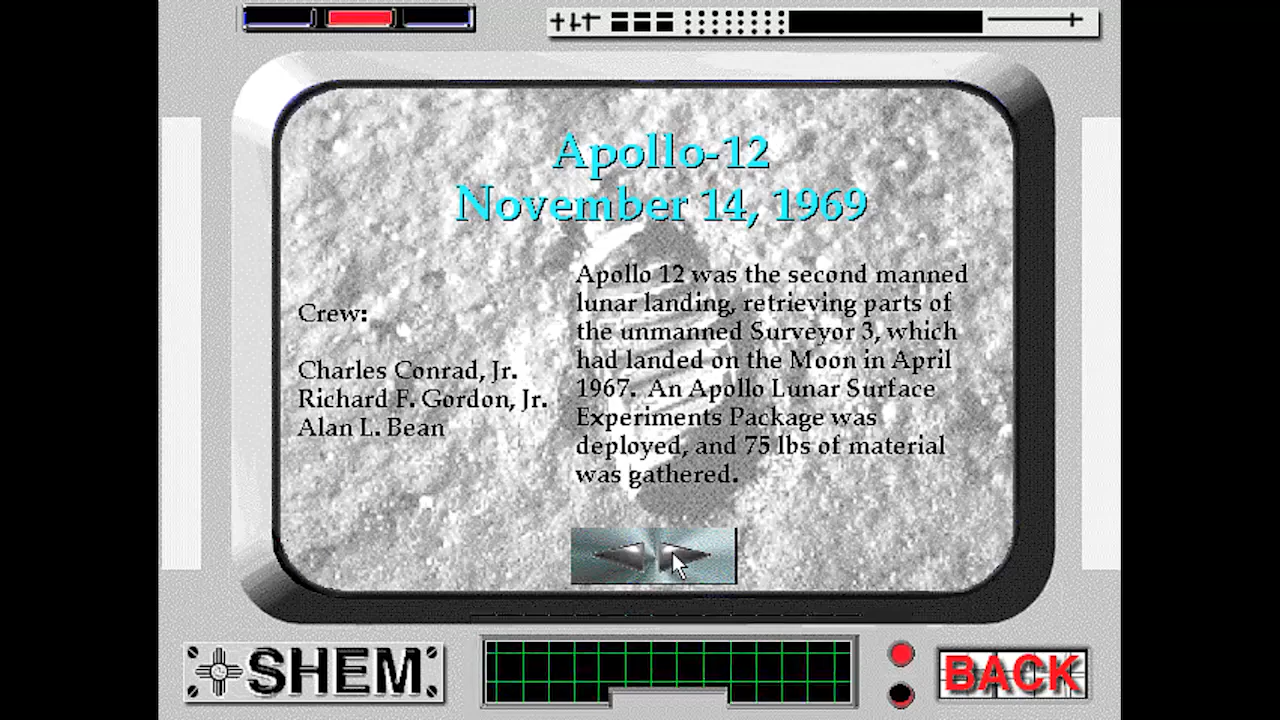 Apollo-12
November 14, 1969
Crew:
Charles Conrad, Jr.
Richard F. Gordon, Jr.
Alan L. Bean
Apollo 12 was the second manned
lunar landing, retrieving parts of
the unmanned Surveyor 3, which
had landed on the Moon in April
1967. An Apollo Lunar Surface
Experiments Package was
deployed, and 75 lbs of material
was gathered.
SHEM
BACK